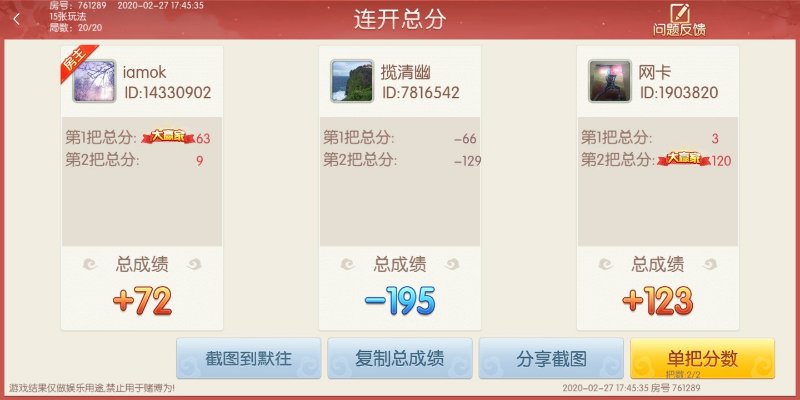 房号：761289 2020-02-27 17:45:35
15张玩法
局数：20/20
连开总分
问题反馈
房主
iamok
ID:14330902
第1把总分: 大赢家 63
第2把总分: 9
总成绩
+72
揽清幽
ID:7816542
第1把总分: -66
第2把总分: -129
总成绩
-195
网卡
ID:1903820
第1把总分: 3
第2把总分: 大赢家 120
总成绩
+123
截图到默往
复制总成绩
分享截图
单把分数
把数:2/2
游戏结果仅做娱乐用途,禁止用于赌博为!
2020-02-27 17:45:35 房号 761289